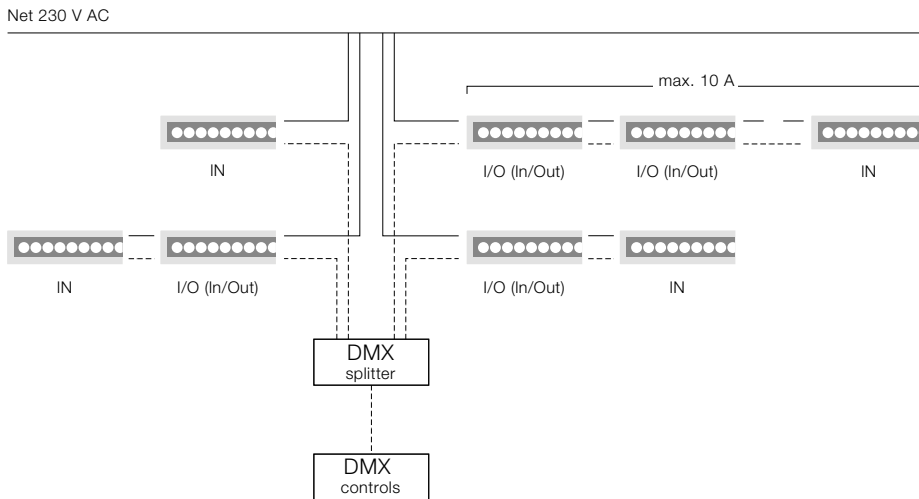 Net 230 V AC
max. 10 A
IN
I/O (In/Out)
I/O (In/Out)
IN
IN
I/O (In/Out)
I/O (In/Out)
IN
DMX
splitter
DMX
controls